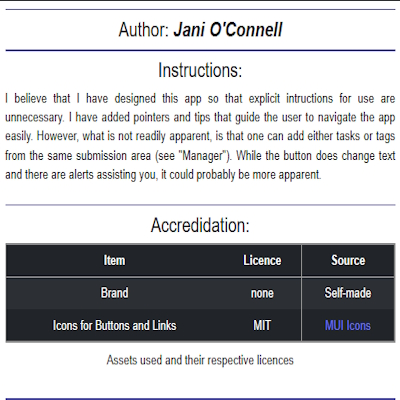 Author: Jani O'Connell
Instructions:
I believe that I have designed this app so that explicit intructions for use are
unnecessary. I have added pointers and tips that guide the user to navigate the app
easily. However, what is not readily apparent, is that one can add either tasks or tags
from the same submission area (see "Manager"). While the button does change text
and there are alerts assisting you, it could probably be more apparent.
Accredidation:
Item Licence Source
Brand none Self-made
Icons for Buttons and Links MIT MUI Icons
Assets used and their respective licences